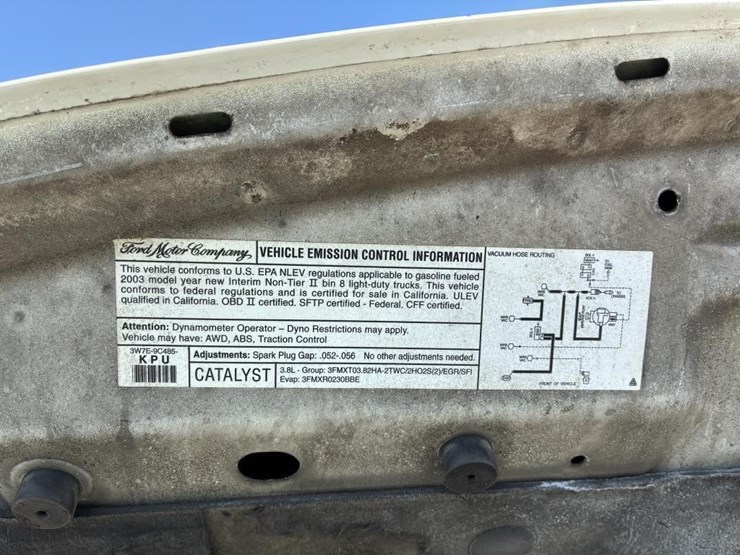 Ford Motor Company, VEHICLE EMISSION CONTROL INFORMATION
This vehicle conforms to U.S. EPA NLEV regulations applicable to gasoline fueled
2003 model year new Interim Non-Tier II bin 8 light-duty trucks. This vehicle
conforms to federal regulations and is certified for sale in California. ULEV
qualified in California. OBD II certified. SFTP certified - Federal. CFF certified.
Attention: Dynamometer Operator – Dyno Restrictions may apply.
Vehicle may have: AWD, ABS, Traction Control
3W7E-9C485-
KPU
Adjustments: Spark Plug Gap: .052-.056 No other adjustments needed.
CATALYST
3.8L - Group: 3FMXT03.82HA-2TWC/2HO2S(2)/EGR/SFI
Evap: 3FMXR0230BBE
VACUUM HOSE ROUTING
FRONT OF VEHICLE